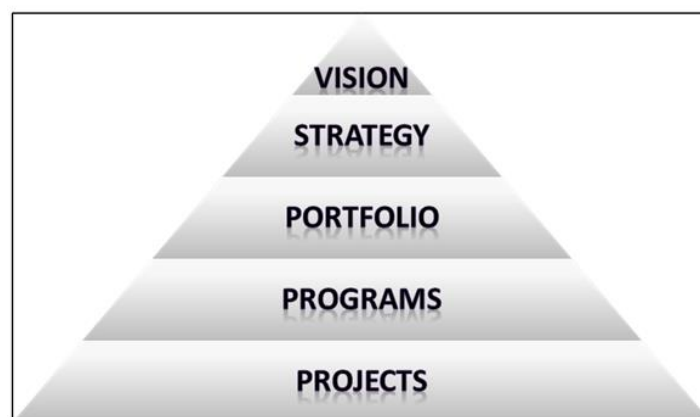 VISION
STRATEGY
PORTFOLIO
PROGRAMS
PROJECTS